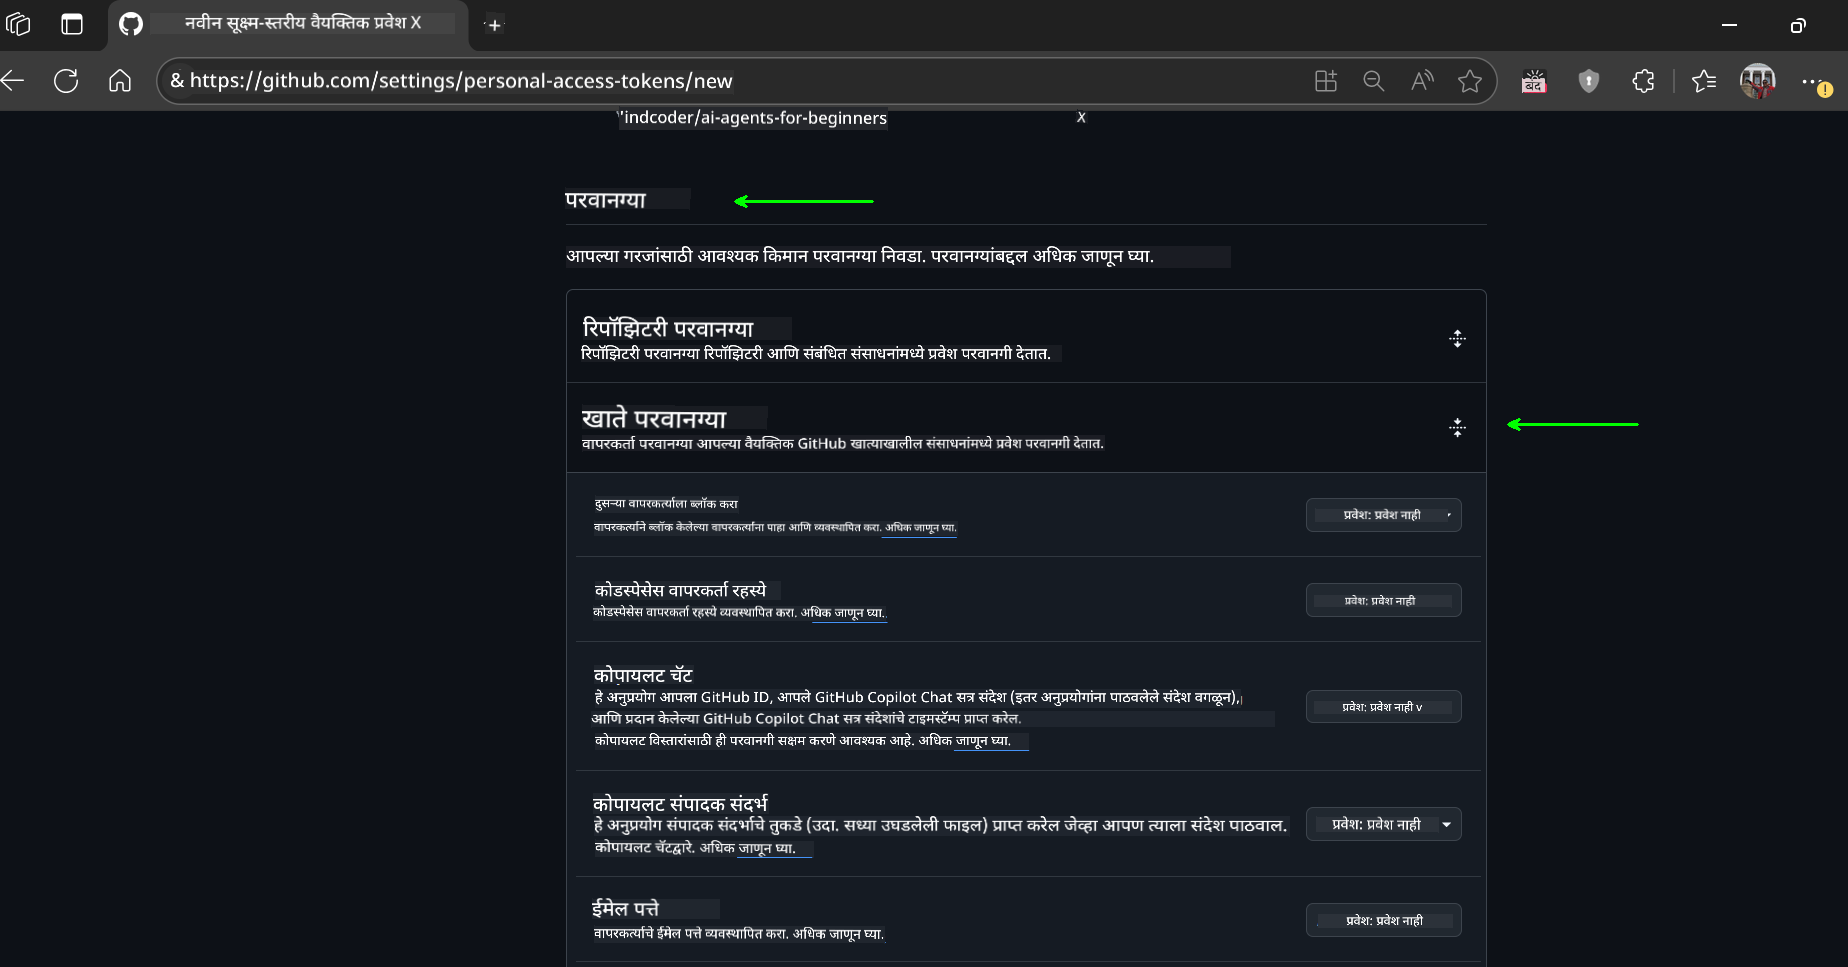 नवीन सूक्ष्म-स्तरीय वैयक्तिक प्रवेश X
+
& https://github.com/settings/personal-access-tokens/new
बंद
'indcoder/ai-agents-for-beginners X
परवानग्या
आपल्या गरजांसाठी आवश्यक किमान परवानग्या निवडा. परवानग्यांबद्दल अधिक जाणून घ्या.
रिपॉझिटरी परवानग्या
रिपॉझिटरी परवानग्या रिपॉझिटरी आणि संबंधित संसाधनांमध्ये प्रवेश परवानगी देतात.
खाते परवानग्या
वापरकर्ता परवानग्या आपल्या वैयक्तिक GitHub खात्याखालील संसाधनांमध्ये प्रवेश परवानगी देतात.
दुसऱ्या वापरकर्त्याला ब्लॉक करा
वापरकर्त्याने ब्लॉक केलेल्या वापरकर्त्यांना पाहा आणि व्यवस्थापित करा. अधिक जाणून घ्या.
प्रवेश: प्रवेश नाही
कोडस्पेसेस वापरकर्ता रहस्ये
कोडस्पेसेस वापरकर्ता रहस्ये व्यवस्थापित करा. अधिक जाणून घ्या.
प्रवेश: प्रवेश नाही
कोपायलट चॅट
हे अनुप्रयोग आपला GitHub ID, आपले GitHub Copilot Chat सत्र संदेश (इतर अनुप्रयोगांना पाठवलेले संदेश वगळून),
आणि प्रदान केलेल्या GitHub Copilot Chat सत्र संदेशांचे टाइमस्टॅम्प प्राप्त करेल.
कोपायलट विस्तारांसाठी ही परवानगी सक्षम करणे आवश्यक आहे. अधिक जाणून घ्या.
प्रवेश: प्रवेश नाही v
कोपायलट संपादक संदर्भ
हे अनुप्रयोग संपादक संदर्भाचे तुकडे (उदा. सध्या उघडलेली फाइल) प्राप्त करेल जेव्हा आपण त्याला संदेश पाठवाल.
कोपायलट चॅटद्वारे. अधिक जाणून घ्या.
प्रवेश: प्रवेश नाही
ईमेल पत्ते
वापरकर्त्याचे ईमेल पत्ते व्यवस्थापित करा. अधिक जाणून घ्या.
प्रवेश: प्रवेश नाही